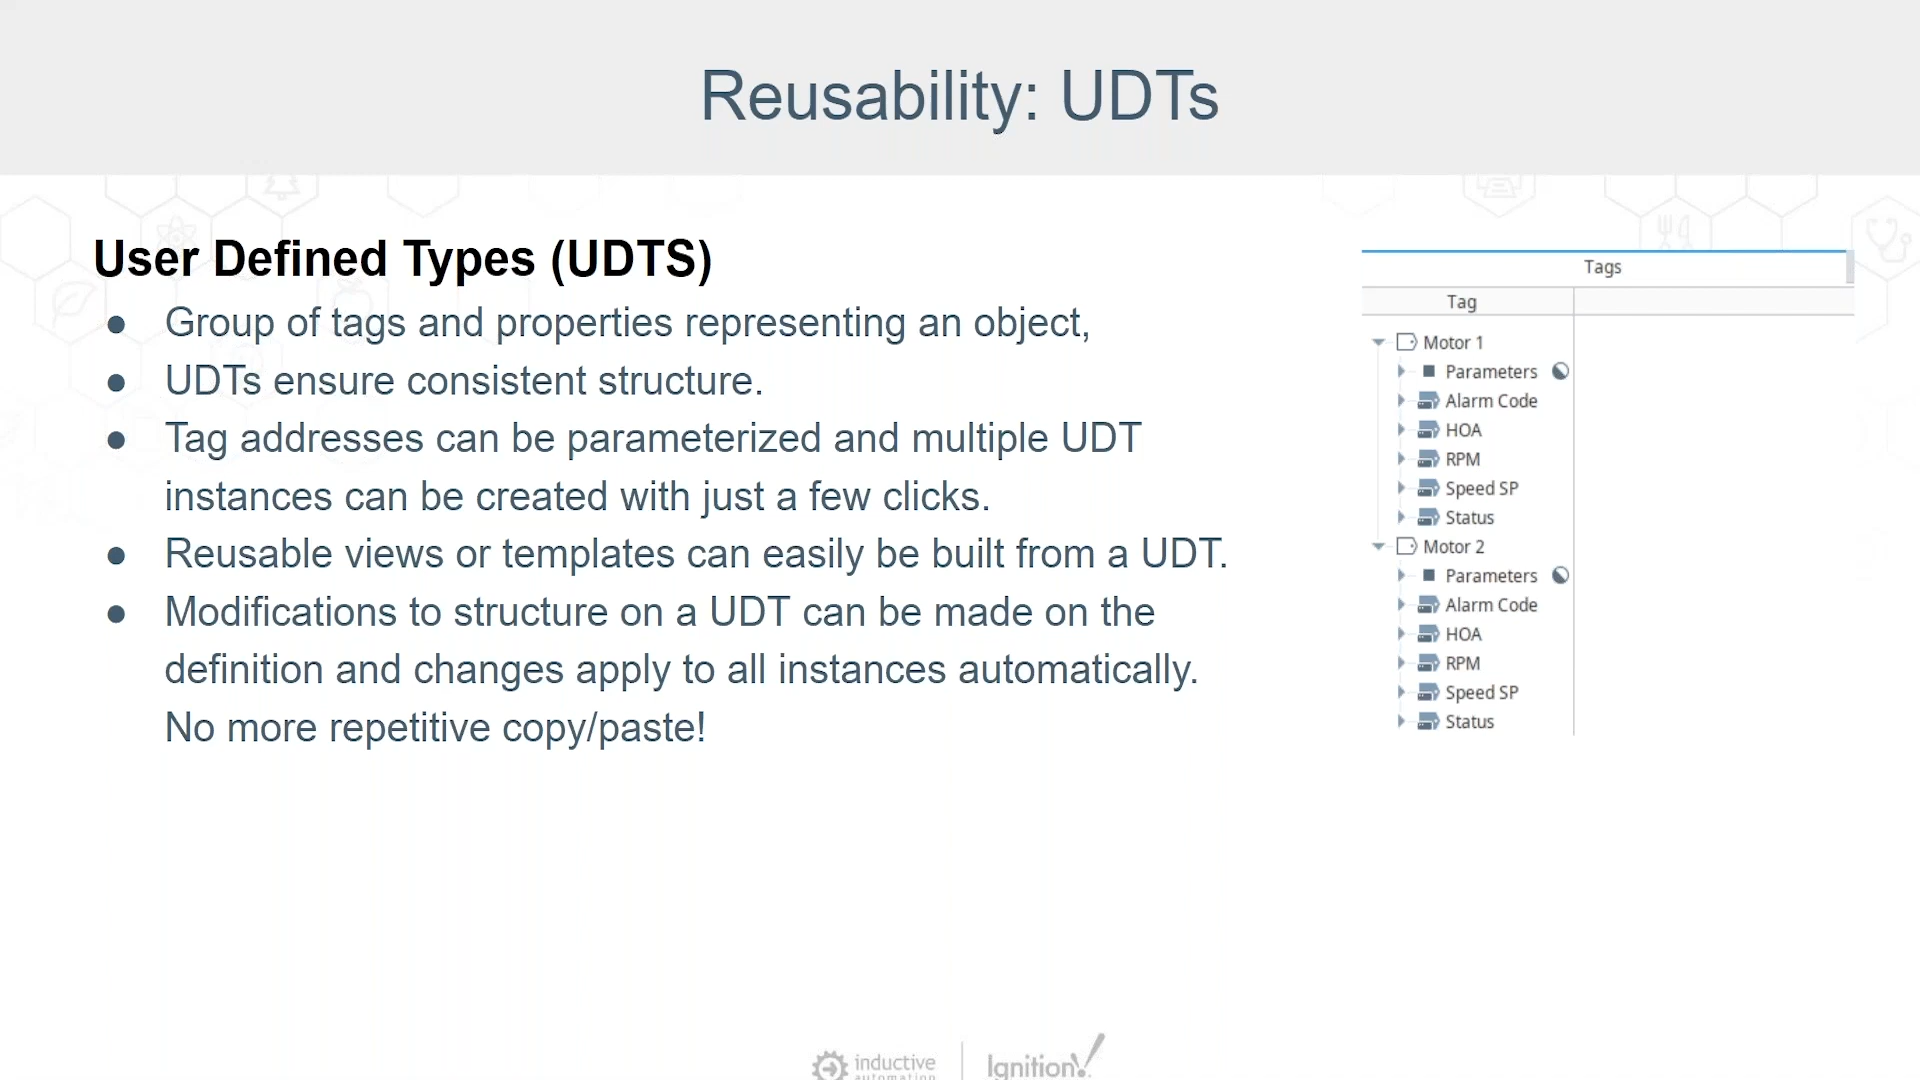 Reusability: UDTs
User Defined Types (UDTS)
● Group of tags and properties representing an object,
● UDTs ensure consistent structure.
● Tag addresses can be parameterized and multiple UDT
instances can be created with just a few clicks.
● Reusable views or templates can easily be built from a UDT.
● Modifications to structure on a UDT can be made on the
definition and changes apply to all instances automatically.
No more repetitive copy/paste!
Tags
Tag
Motor 1
Parameters
Alarm Code
HOA
RPM
Speed SP
Status
Motor 2
Parameters
Alarm Code
HOA
RPM
Speed SP
Status
inductive
automation
Ignition!